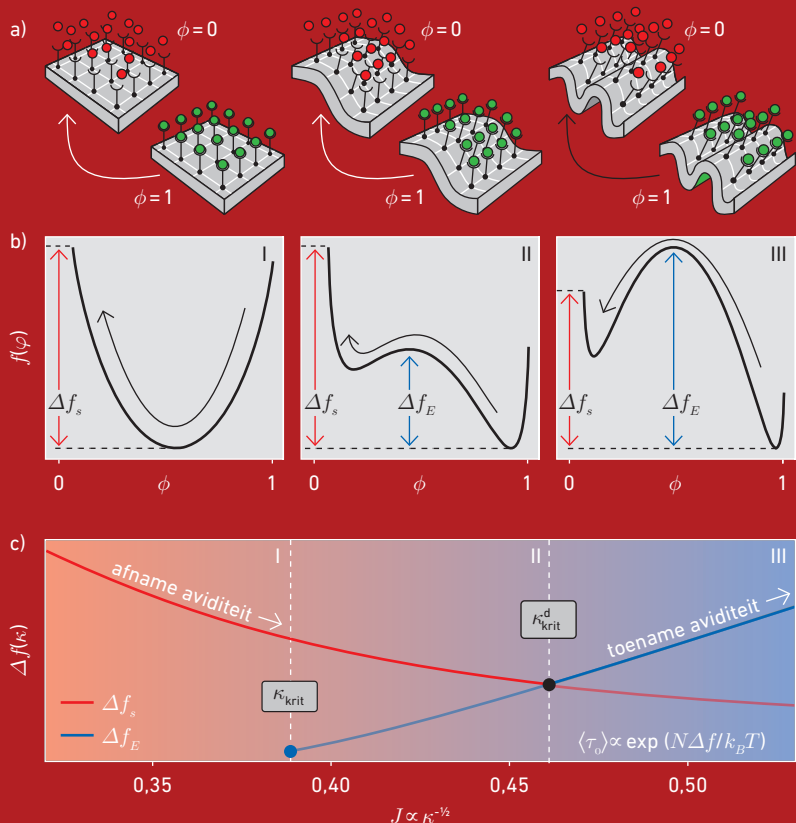 a)
ϕ = 0
ϕ = 0
ϕ = 0
ϕ = 1
ϕ = 1
ϕ = 1
b)
I
II
III
f(φ)
Δf_s
Δf_s
Δf_E
Δf_s
Δf_E
0 ϕ 1
0 ϕ 1
0 ϕ 1
c)
I
II
III
afname aviditeit
toename aviditeit
κ^d_krit
κ_krit
Δf(κ)
Δf_s
Δf_E
⟨τ_0⟩ ∝ exp (NΔf/k_BT)
0,35 0,40 0,45 0,50
J ∝ κ^-½